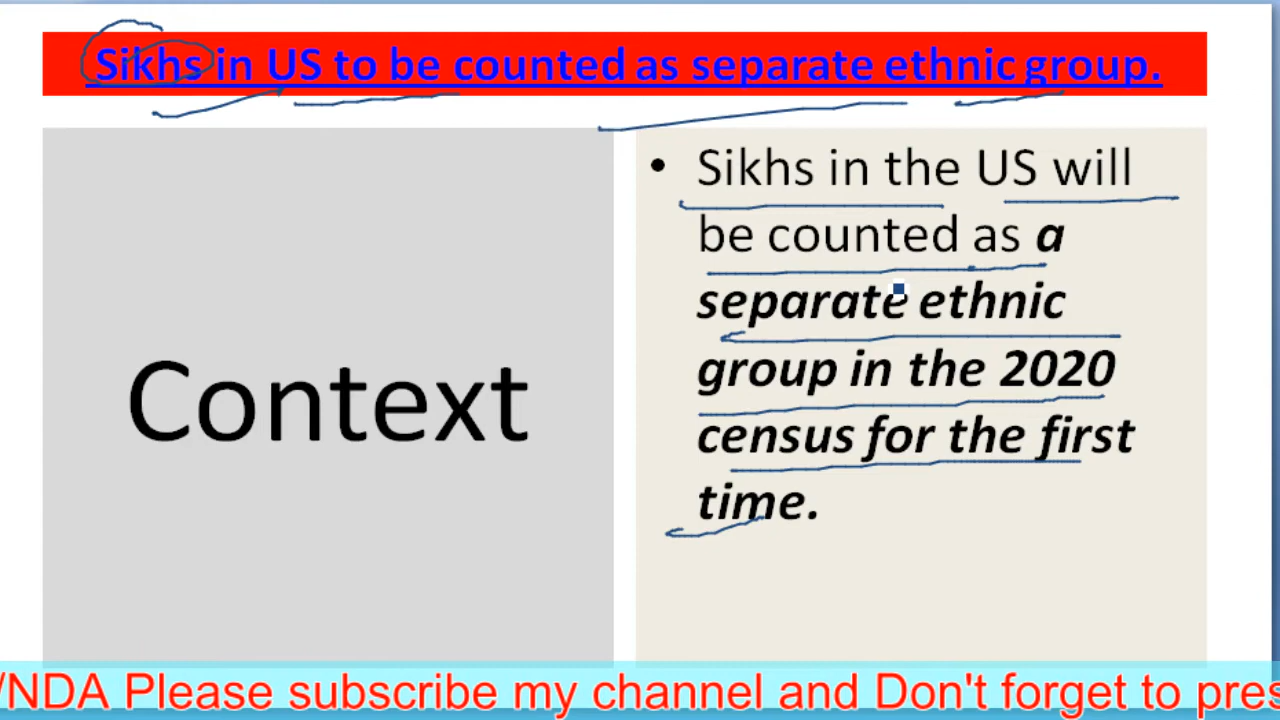 Sikhs in US to be counted as separate ethnic group.
Context
• Sikhs in the US will
be counted as a
separate ethnic
group in the 2020
census for the first
time.
/NDA Please subscribe my channel and Don't forget to pres